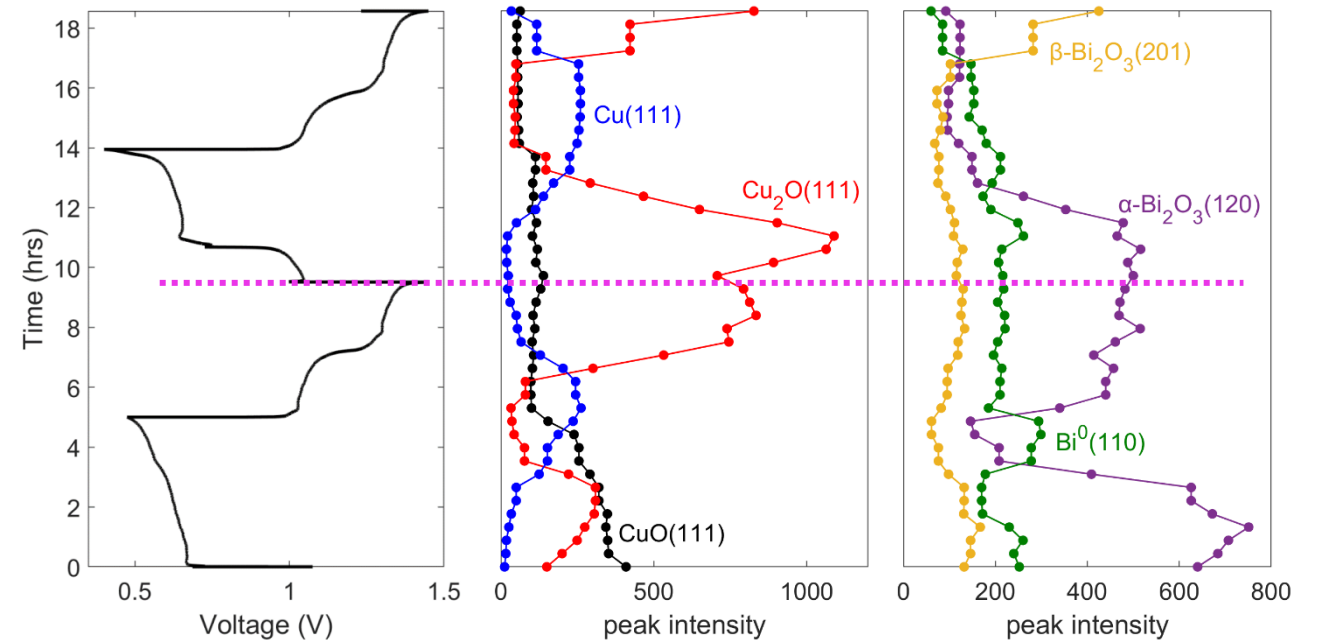 18
16
14
12
10
8
6
4
2
0
Time (hrs)
0.5 1 1.5
Voltage (V)
Cu(111)
Cu₂O(111)
CuO(111)
0 500 1000
peak intensity
β-Bi₂O₃(201)
α-Bi₂O₃(120)
Bi⁰(110)
0 200 400 600 800
peak intensity